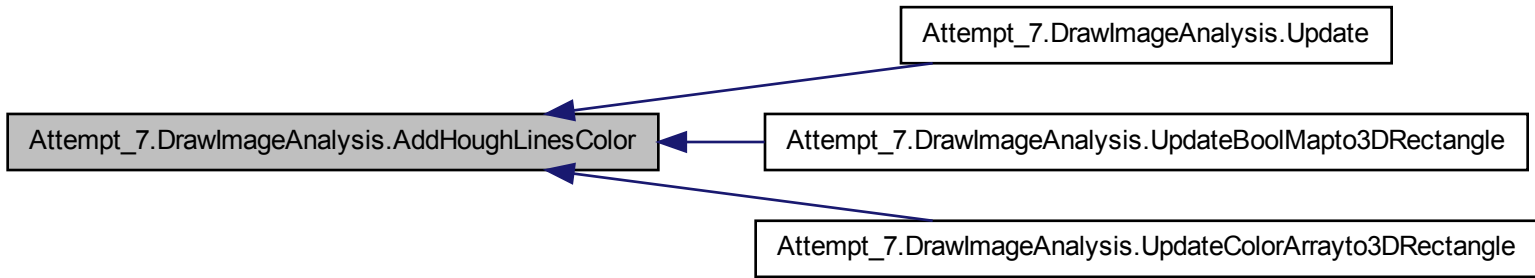 Attempt_7.DrawImageAnalysis.Update
Attempt_7.DrawImageAnalysis.AddHoughLinesColor
Attempt_7.DrawImageAnalysis.UpdateBoolMapto3DRectangle
Attempt_7.DrawImageAnalysis.UpdateColorArrayto3DRectangle